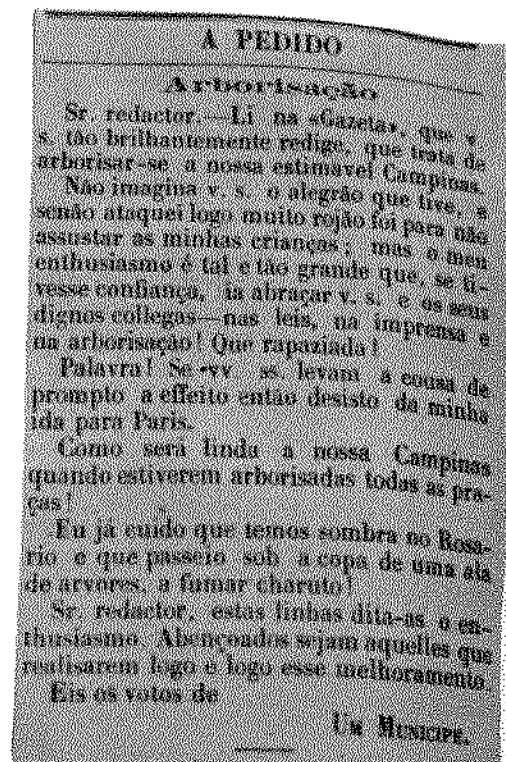 A PEDIDO
Arborisação
Sr. redactor.—Li na «Gazeta», que v
s. tão brilhantemente redige, que trata de
arborisar-se a nossa estimavel Campinas.
Não imagina v. s. o alegrão que tive, e
senão ataquei logo muito rojão foi para não
assustar as minhas crianças; mas o meu
enthusiasmo é tal e tão grande que, se ti-
vesse confiança, ia abraçar v. s. e os seus
dignos collegas—nas leis, na imprensa e
na arborisação! Que rapaziada!
Palavra! Se vv ss. levam a cousa de
prompto a effeito então desisto da minha
ida para Paris.
Como será linda a nossa Campinas
quando estiverem arborisadas todas as pra-
ças!
Eu já cuido que temos sombra no Rosa-
rio e que passeio sob a copa de uma ala
de arvores, a fumar charuto!
Sr. redactor, estas linhas dita-as o en-
thusiasmo. Abençoados sejam aquelles que
realisarem logo e logo esse melhoramento.
Eis os votos de
UM MUNICIPE.